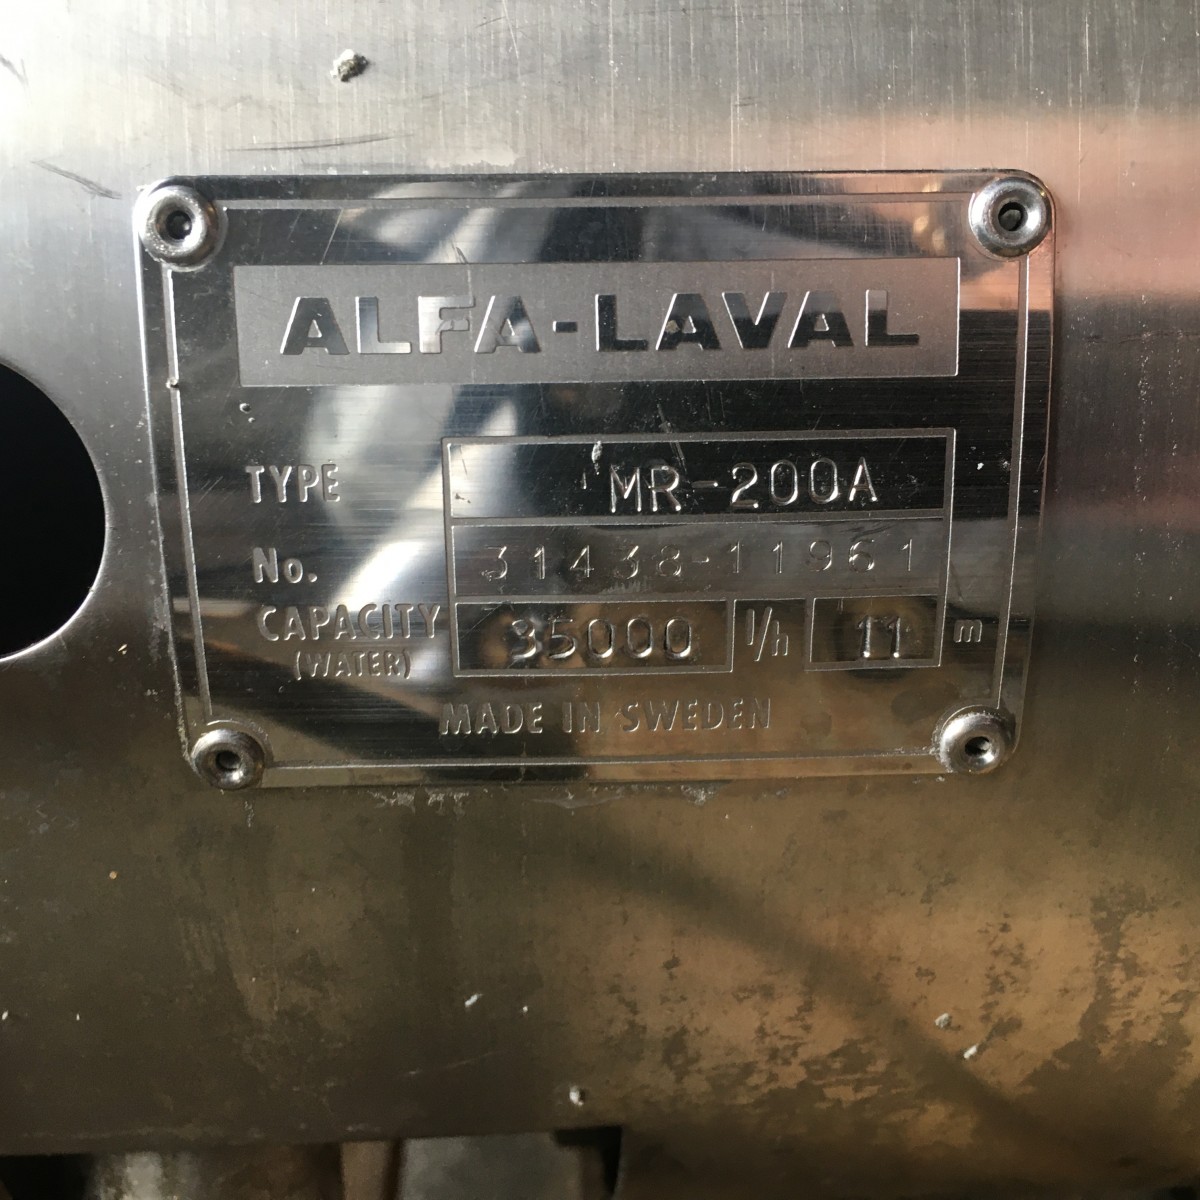 ALFA-LAVAL
TYPE MR-200A
No. 31438-11961
CAPACITY (WATER) 35000 l/h 11 m
MADE IN SWEDEN